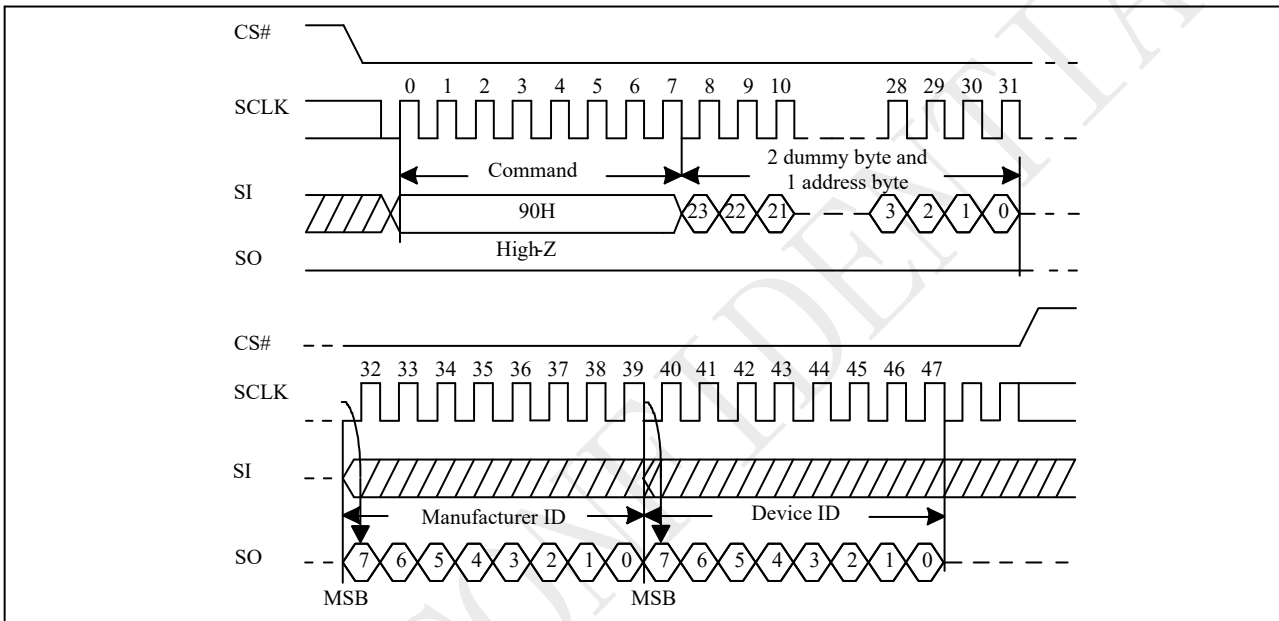 CS#
0 1 2 3 4 5 6 7 8 9 10 28 29 30 31
SCLK
Command
2 dummy byte and
1 address byte
SI
90H
23 22 21 3 2 1 0
High-Z
SO
CS#
32 33 34 35 36 37 38 39 40 41 42 43 44 45 46 47
SCLK
SI
Manufacturer ID
Device ID
SO
7 6 5 4 3 2 1 0 7 6 5 4 3 2 1 0
MSB
MSB
CONFIDENTIA